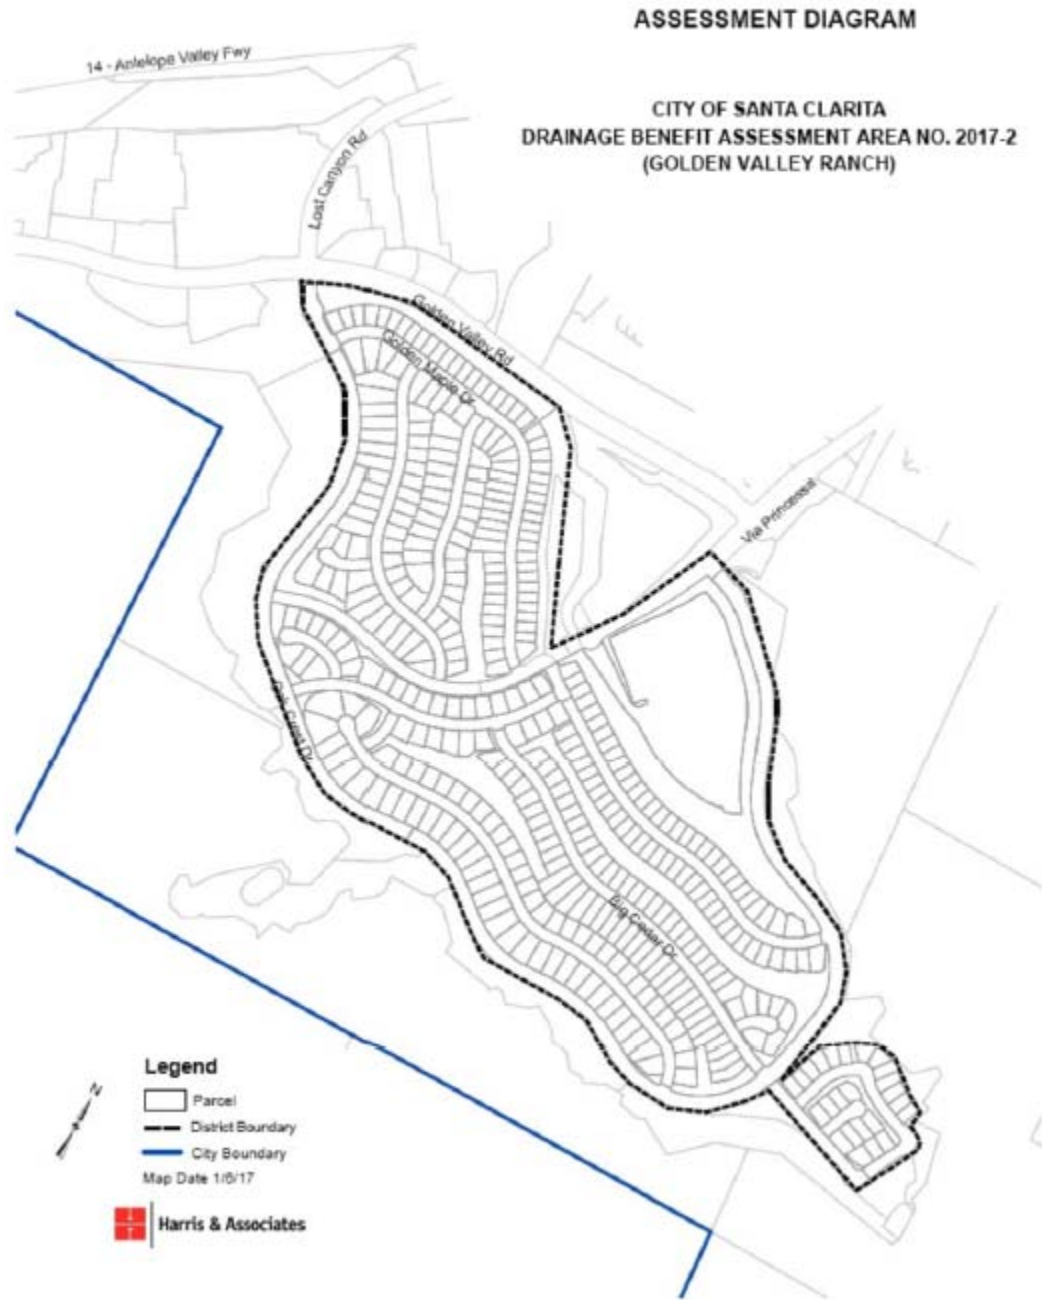 ASSESSMENT DIAGRAM
CITY OF SANTA CLARITA
DRAINAGE BENEFIT ASSESSMENT AREA NO. 2017-2
(GOLDEN VALLEY RANCH)
14 - Antelope Valley Fwy
Lost Canyon Rd
Golden Valley Rd
Golden Maple Dr
Via Princessa
Dr
Big Cedar Dr
Legend
N
Parcel
District Boundary
City Boundary
Map Date 1/6/17
Harris & Associates